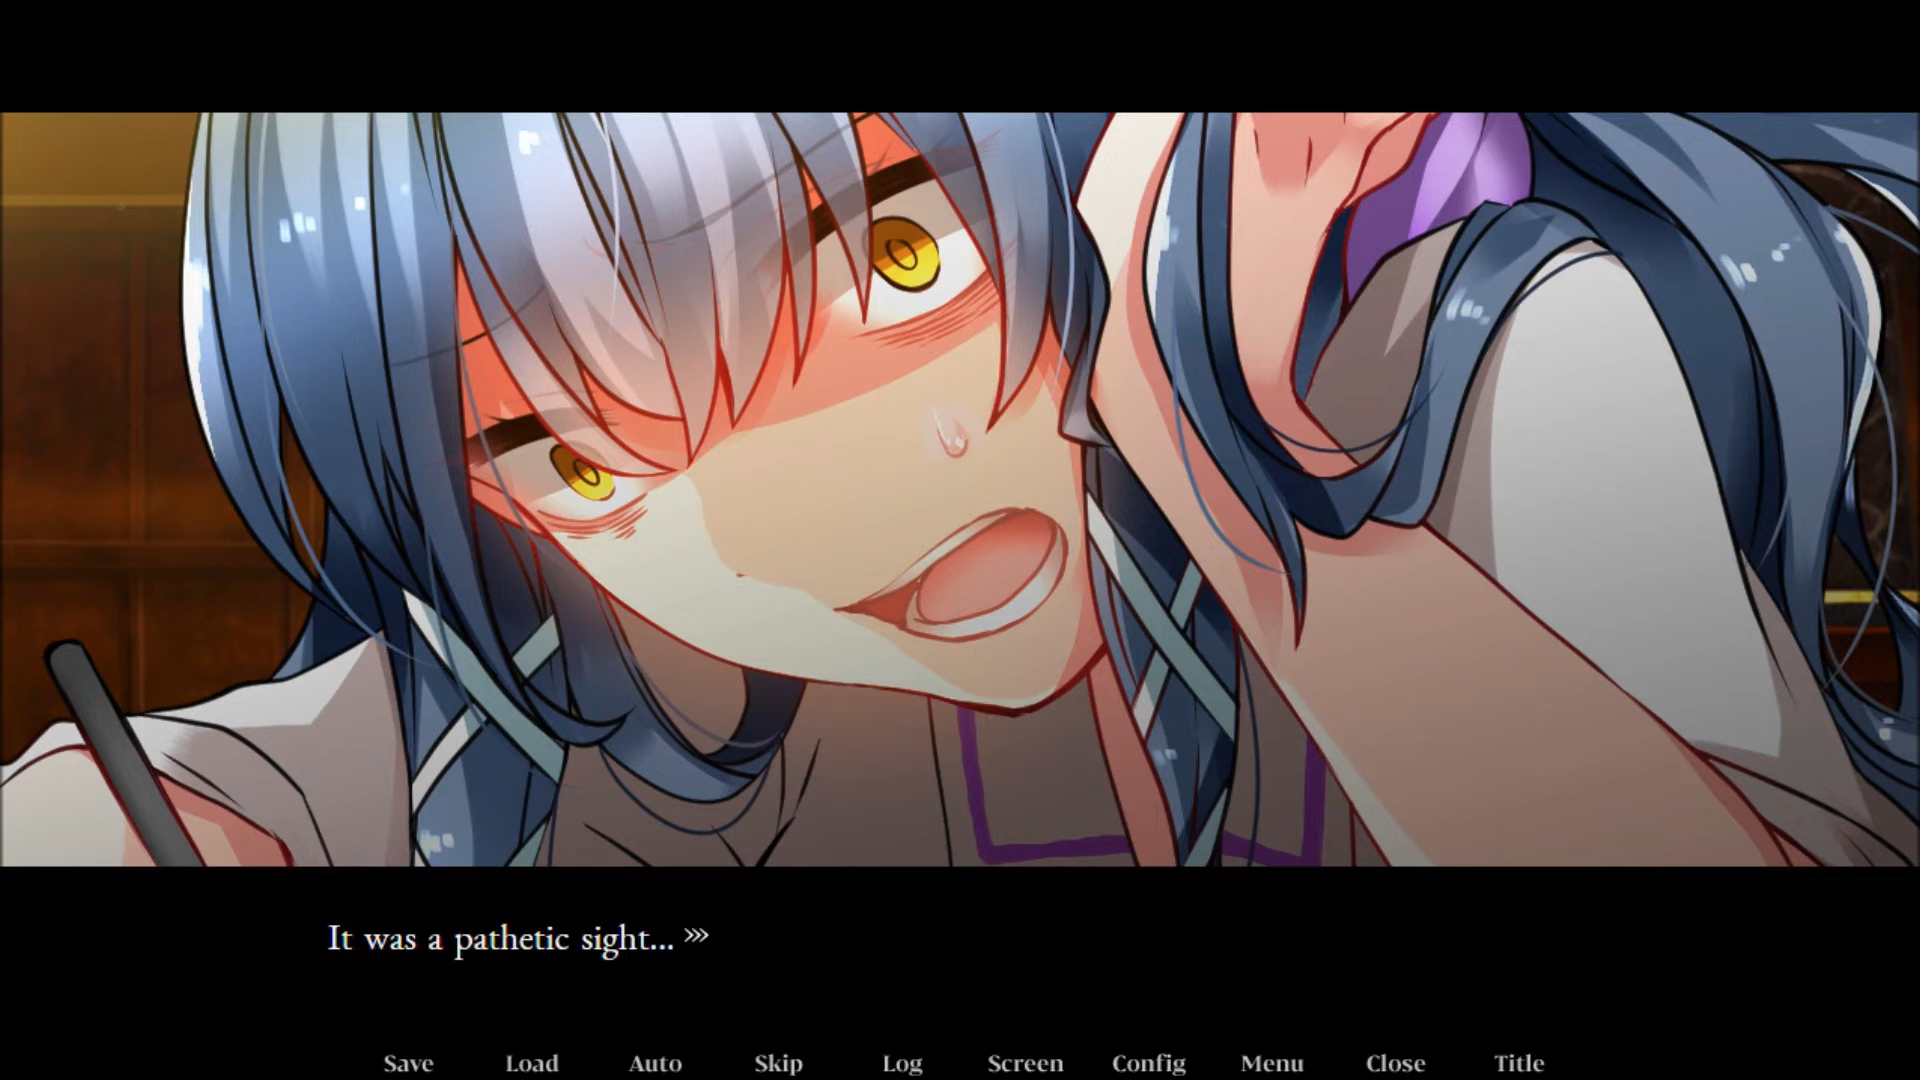 It was a pathetic sight... »›
Save Load Auto Skip Log Screen Config Menu Close Title